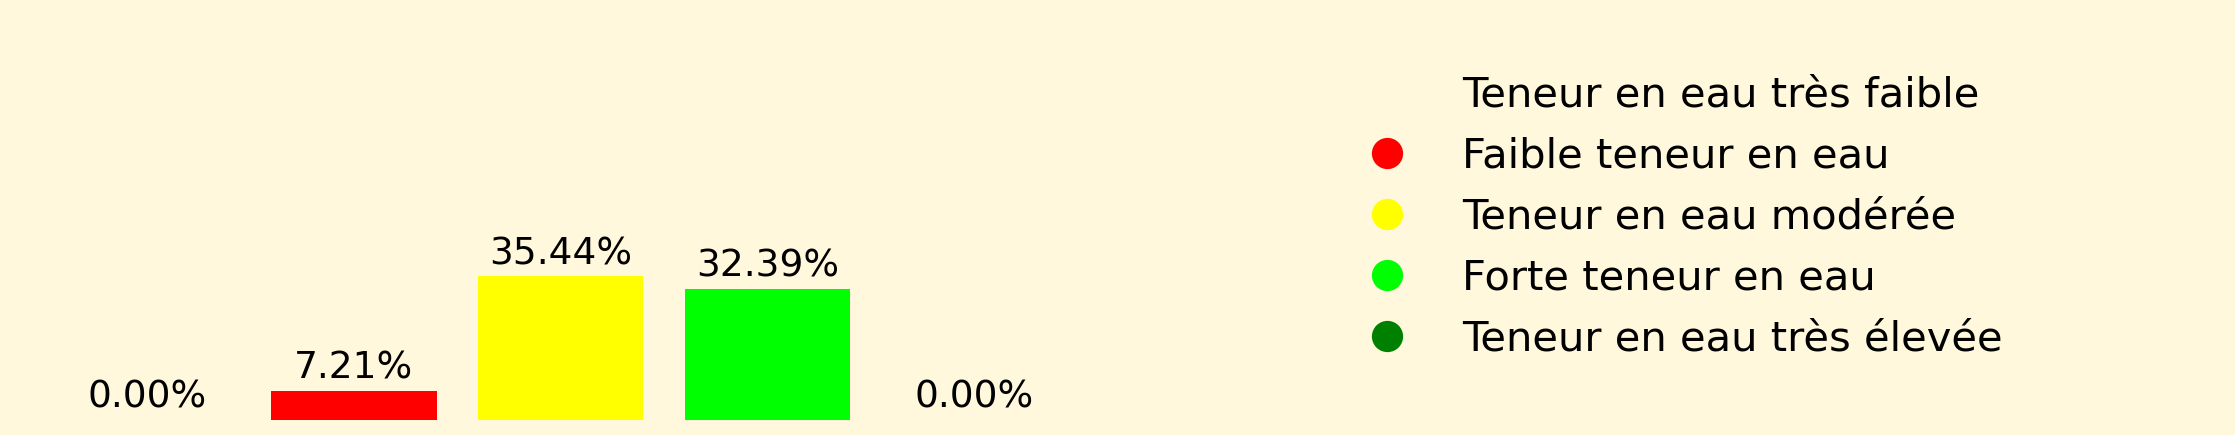 0.00%
7.21%
35.44%
32.39%
0.00%
Teneur en eau très faible
Faible teneur en eau
Teneur en eau modérée
Forte teneur en eau
Teneur en eau très élevée